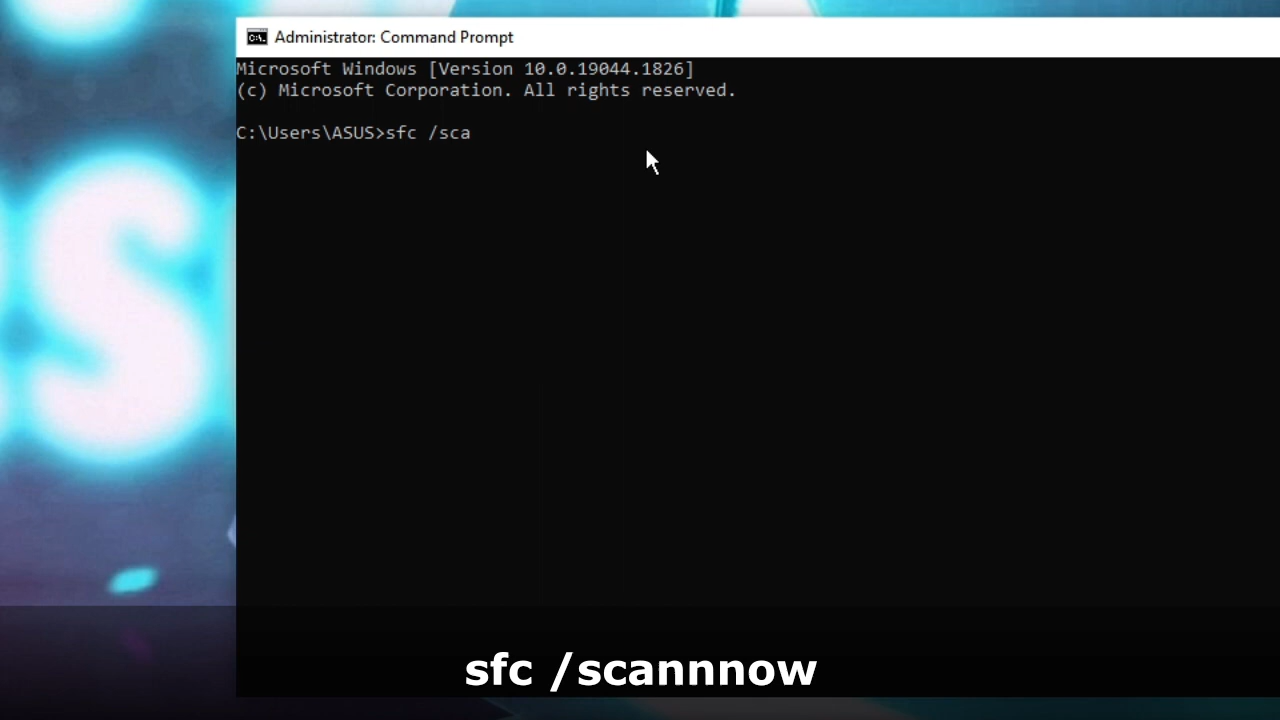 Administrator: Command Prompt
Microsoft Windows [Version 10.0.19044.1826]
(c) Microsoft Corporation. All rights reserved.
C:\Users\ASUS>sfc /sca
sfc /scannnow